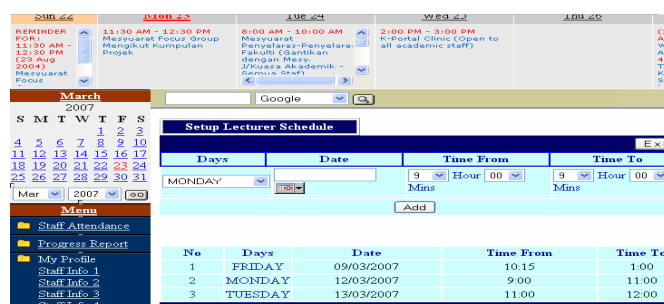 Sun 22 Mon 23 Tue 24 Wed 25 Thu 26
REMINDER FOR:
11:30 AM -
12:30 PM
(23 Aug
2004)
Mesyuarat
Focus
11:30 AM - 12:30 PM
Mesyuarat Focus Group
Mengikut Kumpulan
Projek
8:00 AM - 10:00 AM
Mesyuarat
Penyelaras-Penyelaras
Fakulti (Gantikan
dengan Mesy.
J/Kuasa Akademik -
Semua Staf)
2:00 PM - 3:00 PM
K-Portal Clinic (Open to
all academic staff)
March
2007
S M T W T F S
1 2 3
4 5 6 7 8 9 10
11 12 13 14 15 16 17
18 19 20 21 22 23 24
25 26 27 28 29 30 31
Mar 2007 GO
Menu
Staff Attendance
Progress Report
My Profile
Staff Info 1
Staff Info 2
Staff Info 3
Google
Setup Lecturer Schedule
Days Date Time From Time To
MONDAY 9 Hour 00 Mins 9 Hour 00 Mins
Add
No Days Date Time From Time To
1 FRIDAY 09/03/2007 10:15 1:00
2 MONDAY 12/03/2007 9:00 11:00
3 TUESDAY 13/03/2007 11:00 12:00